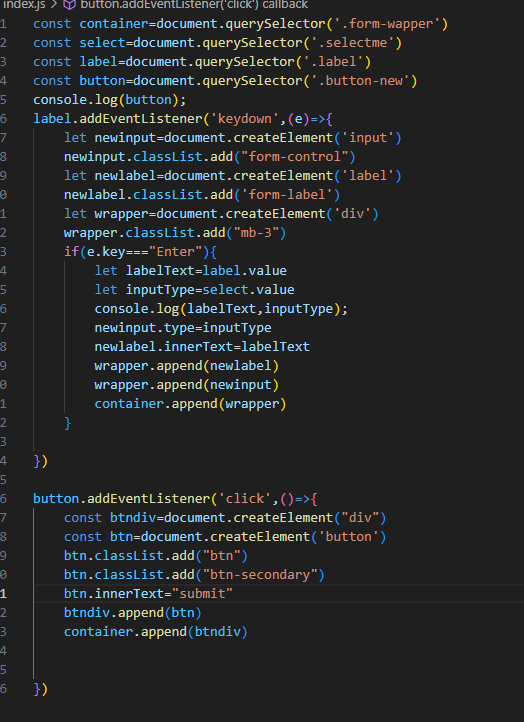 index.js > button.addEventListener('click') callback
1 const container=document.querySelector('.form-wapper')
2 const select=document.querySelector('.selectme')
3 const label=document.querySelector('.label')
4 const button=document.querySelector('.button-new')
5 console.log(button);
6 label.addEventListener('keydown',(e)=>{
7 let newinput=document.createElement('input')
8 newinput.classList.add("form-control")
9 let newlabel=document.createElement('label')
0 newlabel.classList.add('form-label')
1 let wrapper=document.createElement('div')
2 wrapper.classList.add("mb-3")
3 if(e.key==="Enter"){
4 let labelText=label.value
5 let inputType=select.value
6 console.log(labelText,inputType);
7 newinput.type=inputType
8 newlabel.innerText=labelText
9 wrapper.append(newlabel)
0 wrapper.append(newinput)
1 container.append(wrapper)
2 }
3
4 })
5
6 button.addEventListener('click',()=>{
7 const btndiv=document.createElement("div")
8 const btn=document.createElement('button')
9 btn.classList.add("btn")
0 btn.classList.add("btn-secondary")
1 btn.innerText="submit"
2 btndiv.append(btn)
3 container.append(btndiv)
4
5
6 })